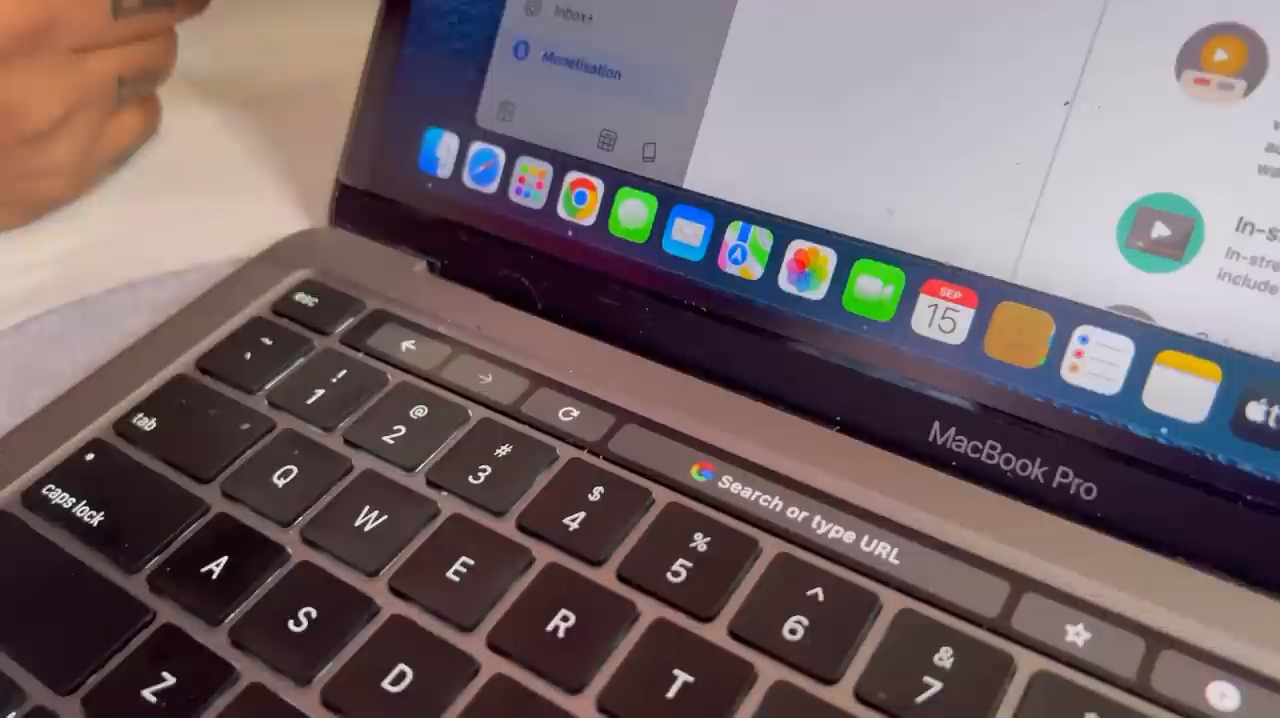 Inbox+
Monetisation
In-s
In-stre
include
SEP
15
MacBook Pro
esc
Search or type URL
~
`
!
1
@
2
#
3
$
4
%
5
^
6
&
7
tab
Q
W
E
R
T
caps lock
A
S
D
Z